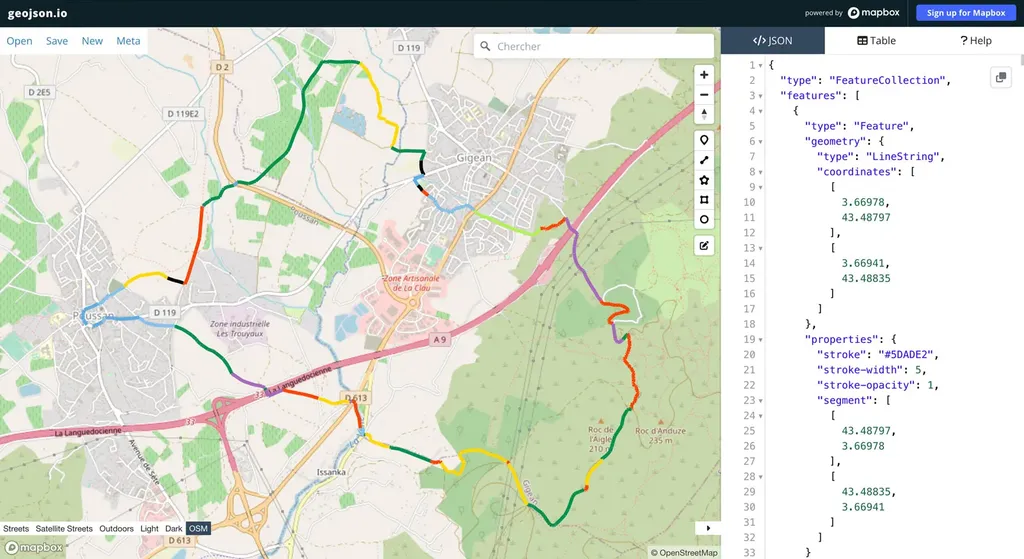 geojson.io
powered by mapbox
Sign up for Mapbox
Open Save New Meta
Chercher
</> JSON
Table
? Help
D 119
D 2
D 2E5
D 119E2
Gigean
Poussan
Zone Artisanale
de La Clau
Poussan
D 119
Zone industrielle
Les Trouyaux
A 9
La Languedocienne
33
D 613
La Languedocienne
33
Avenue de Sète
Issanka
Gigean
Roc de
l'Aigle
210 m
Roc d'Anduze
235 m
D 613
Streets Satellite Streets Outdoors Light Dark OSM
mapbox
© OpenStreetMap
1 {
2 "type": "FeatureCollection",
3 "features": [
4 {
5 "type": "Feature",
6 "geometry": {
7 "type": "LineString",
8 "coordinates": [
9 [
10 3.66978,
11 43.48797
12 ],
13 [
14 3.66941,
15 43.48835
16 ]
17 ]
18 },
19 "properties": {
20 "stroke": "#5DADE2",
21 "stroke-width": 5,
22 "stroke-opacity": 1,
23 "segment": [
24 [
25 43.48797,
26 3.66978
27 ],
28 [
29 43.48835,
30 3.66941
31 ]
32 ]
33 }